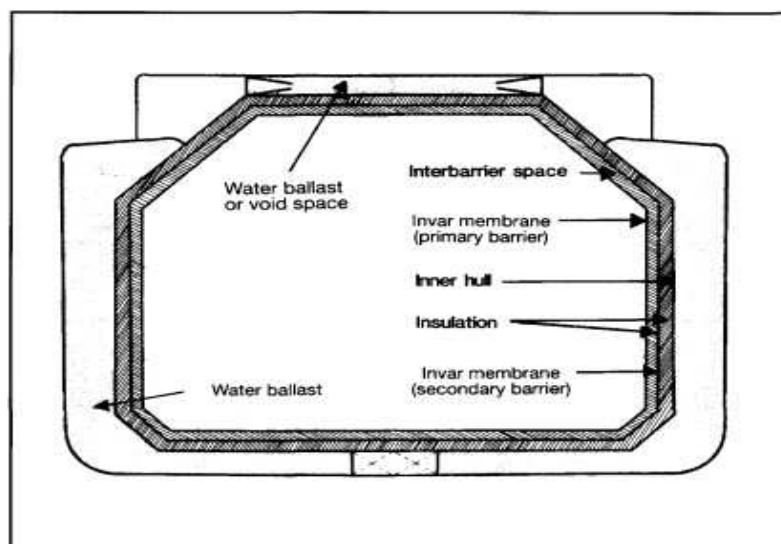 Water ballast
or void space
Interbarrier space
Invar membrane
(primary barrier)
Inner hull
Insulation
Invar membrane
(secondary barrier)
Water ballast